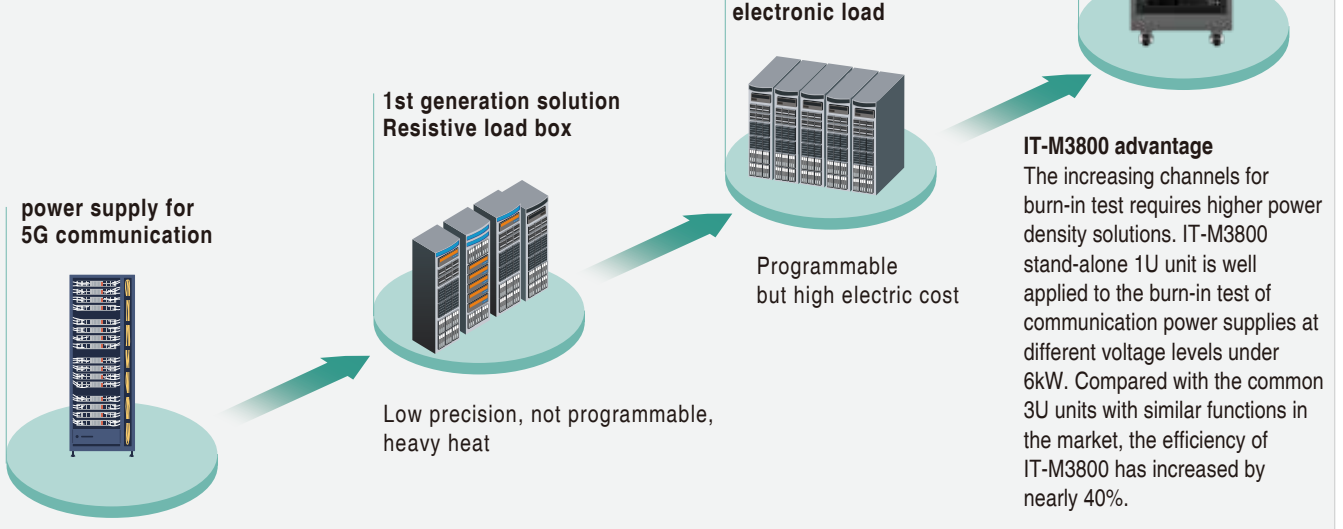 power supply for
5G communication
1st generation solution
Resistive load box
Low precision, not programmable,
heavy heat
electronic load
Programmable
but high electric cost
IT-M3800 advantage
The increasing channels for
burn-in test requires higher power
density solutions. IT-M3800
stand-alone 1U unit is well
applied to the burn-in test of
communication power supplies at
different voltage levels under
6kW. Compared with the common
3U units with similar functions in
the market, the efficiency of
IT-M3800 has increased by
nearly 40%.